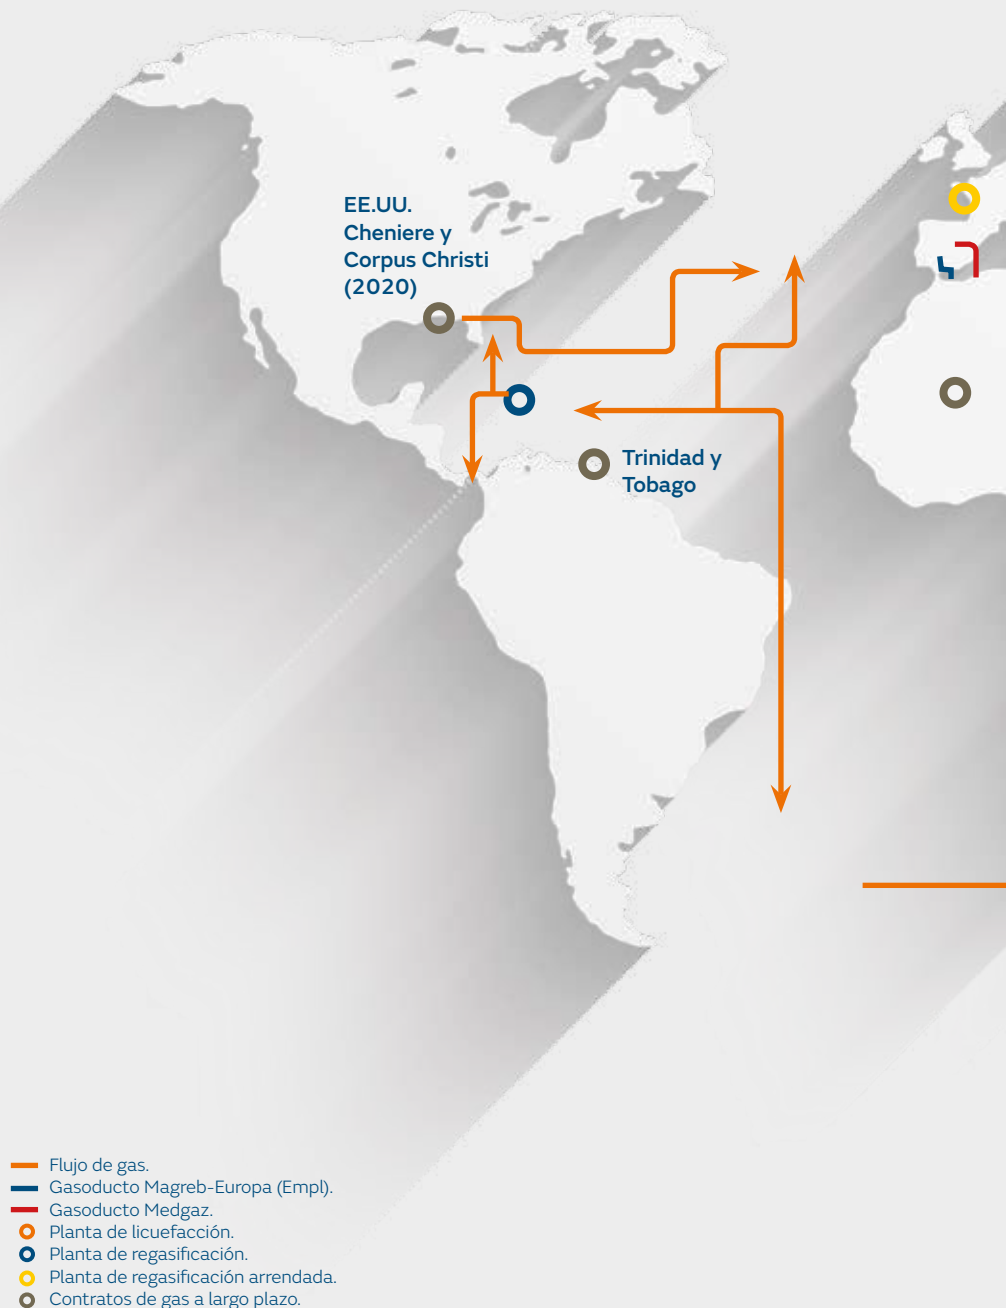 EE.UU.
Cheniere y
Corpus Christi
(2020)
Trinidad y
Tobago
Flujo de gas.
Gasoducto Magreb-Europa (Empl).
Gasoducto Medgaz.
Planta de licuefacción.
Planta de regasificación.
Planta de regasificación arrendada.
Contratos de gas a largo plazo.